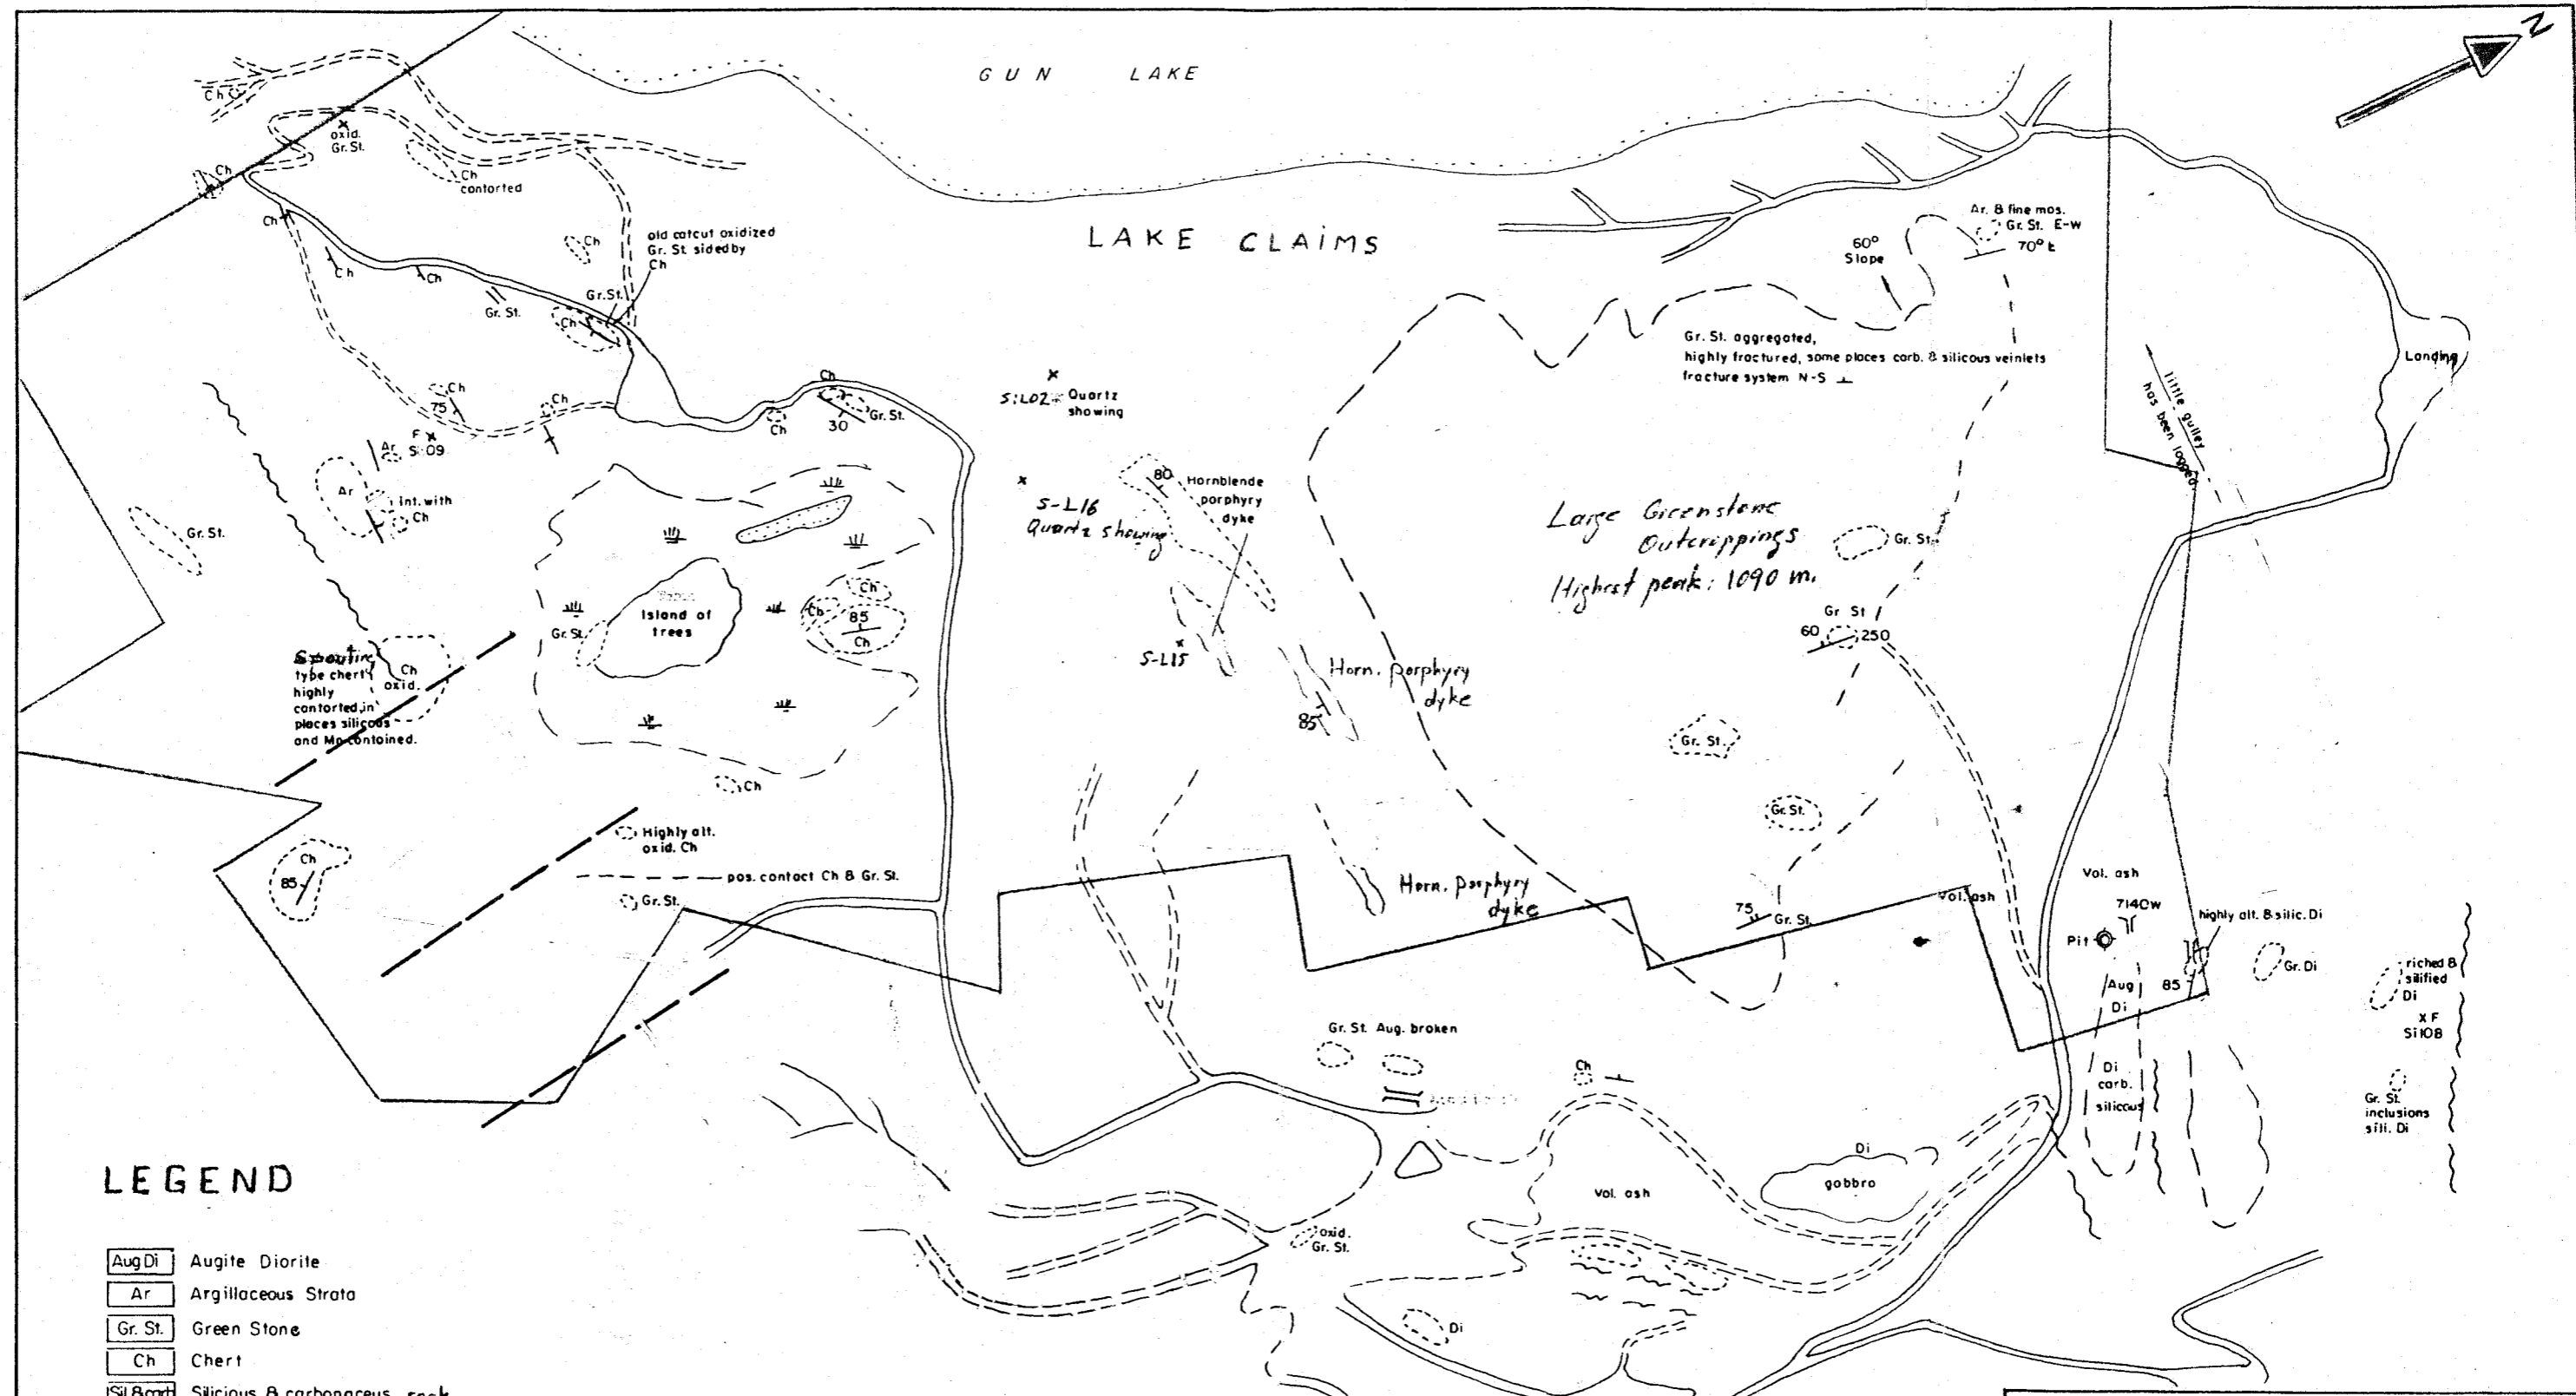 N
GUN LAKE
LAKE CLAiMS
Ch
oxid.
Gr. St.
Ch
Ch
contorted
Ch
Ch
old catcut oxidized
Gr. St. sided by
Ch
Ch
Ch
Gr. St.
Gr. St.
Ch
Ar. & fine mos.
Gr. St. E-W
70° E
60°
Slope
Gr. St. aggregated,
highly fractured, some places carb. & silicous veinlets
fracture system N-S
Landing
little gulley
has been logged
Ch
75
Ch
Ch
Ch
30
Gr. St.
S:L02
Quartz
showing
F
Si 09
Ar
Ar
int. with
Ch
Gr. St.
S-L16
Quartz showing
80
Hornblende
porphyry
dyke
Large Greenstone
Outcroppings
Highest peak: 1090 m.
Gr. St.
Ch
Ch
85
Ch
Island of
trees
Gr. St.
Gr St
60
250
S-L15
Horn. porphyry
dyke
85
type chert
highly
contorted, in
places silicous
and Mn contained.
Ch
oxid.
Gr. St.
Ch
Gr. St.
Highly alt.
oxid. Ch
Ch
85
pos. contact Ch & Gr. St.
Gr. St.
Horn. porphyry
dyke
75
Gr. St.
Vol. ash
Vol. ash
7140W
Pit
highly alt. & silic. Di
Gr. Di
85
Aug
Di
riched &
silified
Di
X F
Si 108
Gr. St. Aug. broken
Ch
Di
carb.
silicous
Gr. St.
inclusions
sili. Di
Di
gabbro
Vol. ash
oxid.
Gr. St.
Di
LEGEND
Aug Di Augite Diorite
Ar Argillaceous Strata
Gr. St. Green Stone
Ch Chert
Sil & carb Silicious & carbonaceus rock